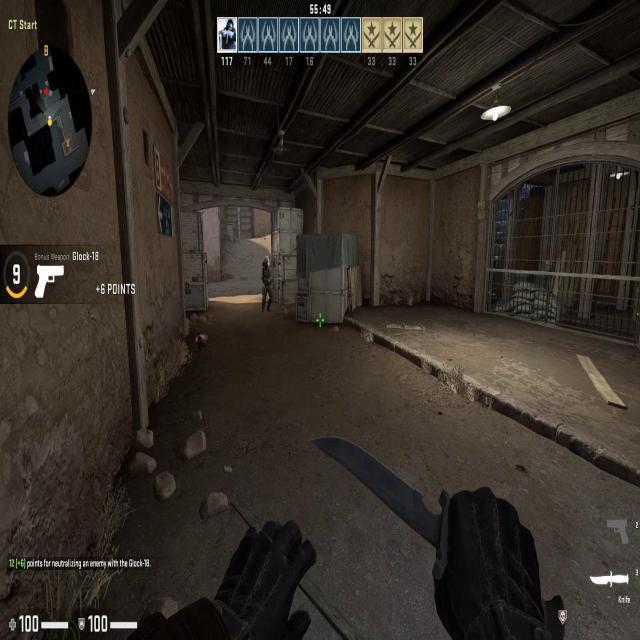 55:49
CT Start
B
117 71 44 17 16 33 33 33
Bonus Weapon: Glock-18
9
+6 POINTS
12 [+6] points for neutralizing an enemy with the Glock-18.
2
3
Knife
100 100